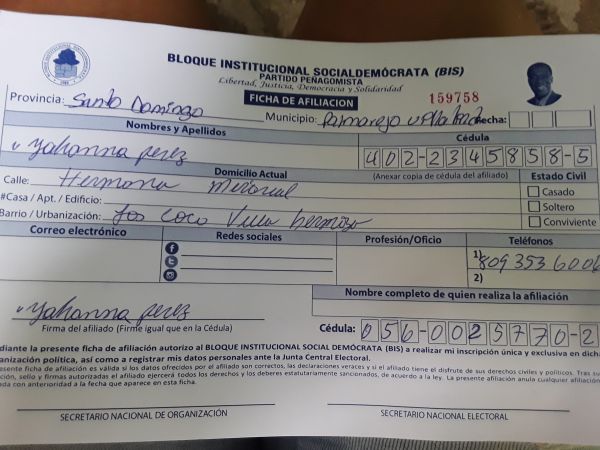 BLOQUE INSTITUCIONAL SOCIALDEMÓCRATA (BIS)
PARTIDO PEÑAGOMISTA
Libertad, Justicia, Democracia y Solidaridad
FICHA DE AFILIACION 159758
Provincia: Santo Domingo Municipio: Palmarejo Villa Fecha:
Nombres y Apellidos Cédula
Yahanna perez 402-2345858-5
Domicilio Actual (Anexar copia de cédula del afiliado) Estado Civil
Calle: Hermana Casado
#Casa / Apt. / Edificio: Soltero
Barrio / Urbanización: Los Coco Villa hermosa Conviviente
Correo electrónico Redes sociales Profesión/Oficio Teléfonos
1) 809 353 6006
2)
Nombre completo de quien realiza la afiliación
Yahanna perez
Firma del afiliado (Firme igual que en la Cédula) Cédula: 056-0025770-2
diante la presente ficha de afiliación autorizo al BLOQUE INSTITUCIONAL SOCIAL DEMÓCRATA (BIS) a realizar mi inscripción única y exclusiva en dicha
anización política, así como a registrar mis datos personales ante la Junta Central Electoral.
presente ficha de afiliación es valida sí los datos ofrecidos por el afiliado son correctos, las declaraciones veraces y si el afiliado tiene el disfrute de sus derechos civiles y políticos. Tras su
ción, sello y firmas autorizadas el afiliado ejercerá todos los derechos y los deberes estatutariamente sancionados, de acuerdo a la ley. La presente afiliación anula cualquier afiliación
ada con anterioridad a la fecha que aparece en esta ficha.
SECRETARIO NACIONAL DE ORGANIZACIÓN SECRETARIO NACIONAL ELECTORAL